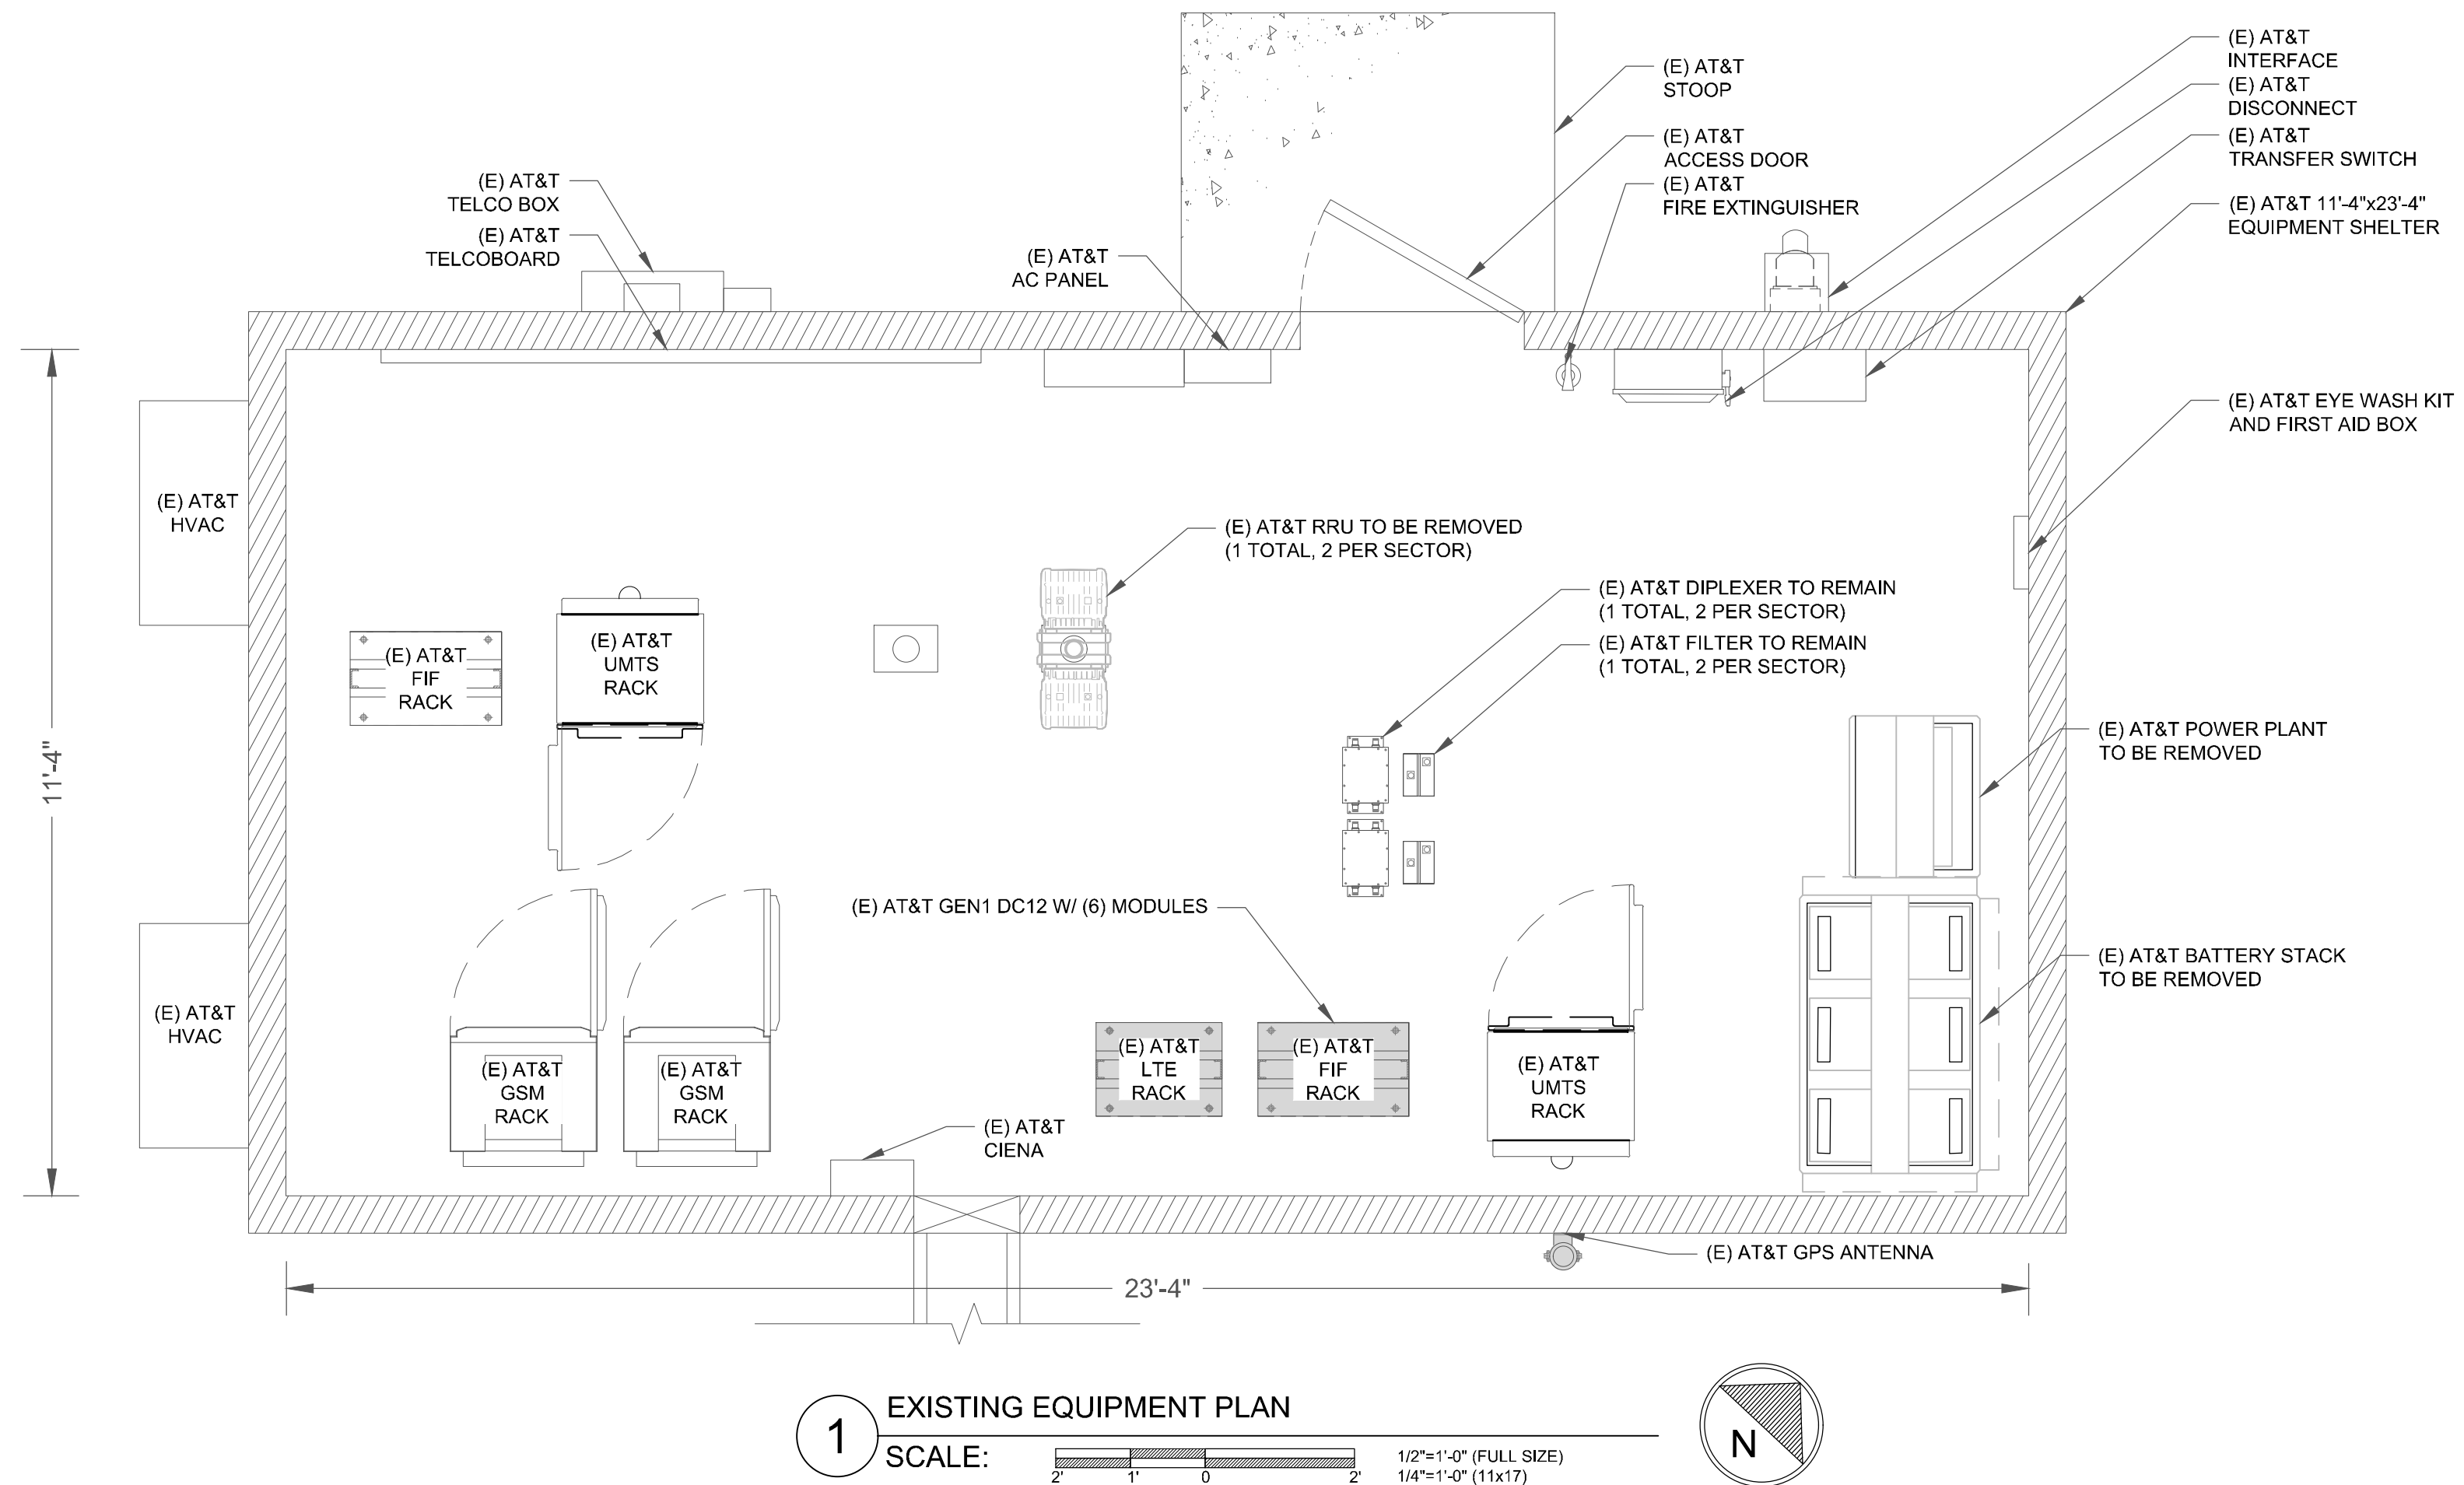 (E) AT&T
INTERFACE
(E) AT&T
DISCONNECT
(E) AT&T
TRANSFER SWITCH
(E) AT&T 11'-4"x23'-4"
EQUIPMENT SHELTER
(E) AT&T
STOOP
(E) AT&T
ACCESS DOOR
(E) AT&T
FIRE EXTINGUISHER
(E) AT&T
TELCO BOX
(E) AT&T
TELCOBOARD
(E) AT&T
AC PANEL
(E) AT&T EYE WASH KIT
AND FIRST AID BOX
(E) AT&T
HVAC
(E) AT&T RRU TO BE REMOVED
(1 TOTAL, 2 PER SECTOR)
(E) AT&T DIPLEXER TO REMAIN
(1 TOTAL, 2 PER SECTOR)
(E) AT&T FILTER TO REMAIN
(1 TOTAL, 2 PER SECTOR)
(E) AT&T
FIF
RACK
(E) AT&T
UMTS
RACK
11'-4"
(E) AT&T POWER PLANT
TO BE REMOVED
(E) AT&T GEN1 DC12 W/ (6) MODULES
(E) AT&T BATTERY STACK
TO BE REMOVED
(E) AT&T
HVAC
(E) AT&T
GSM
RACK
(E) AT&T
GSM
RACK
(E) AT&T
LTE
RACK
(E) AT&T
FIF
RACK
(E) AT&T
UMTS
RACK
(E) AT&T
CIENA
(E) AT&T GPS ANTENNA
23'-4"
1
EXISTING EQUIPMENT PLAN
SCALE:
2' 1' 0 2'
1/2"=1'-0" (FULL SIZE)
1/4"=1'-0" (11x17)
N